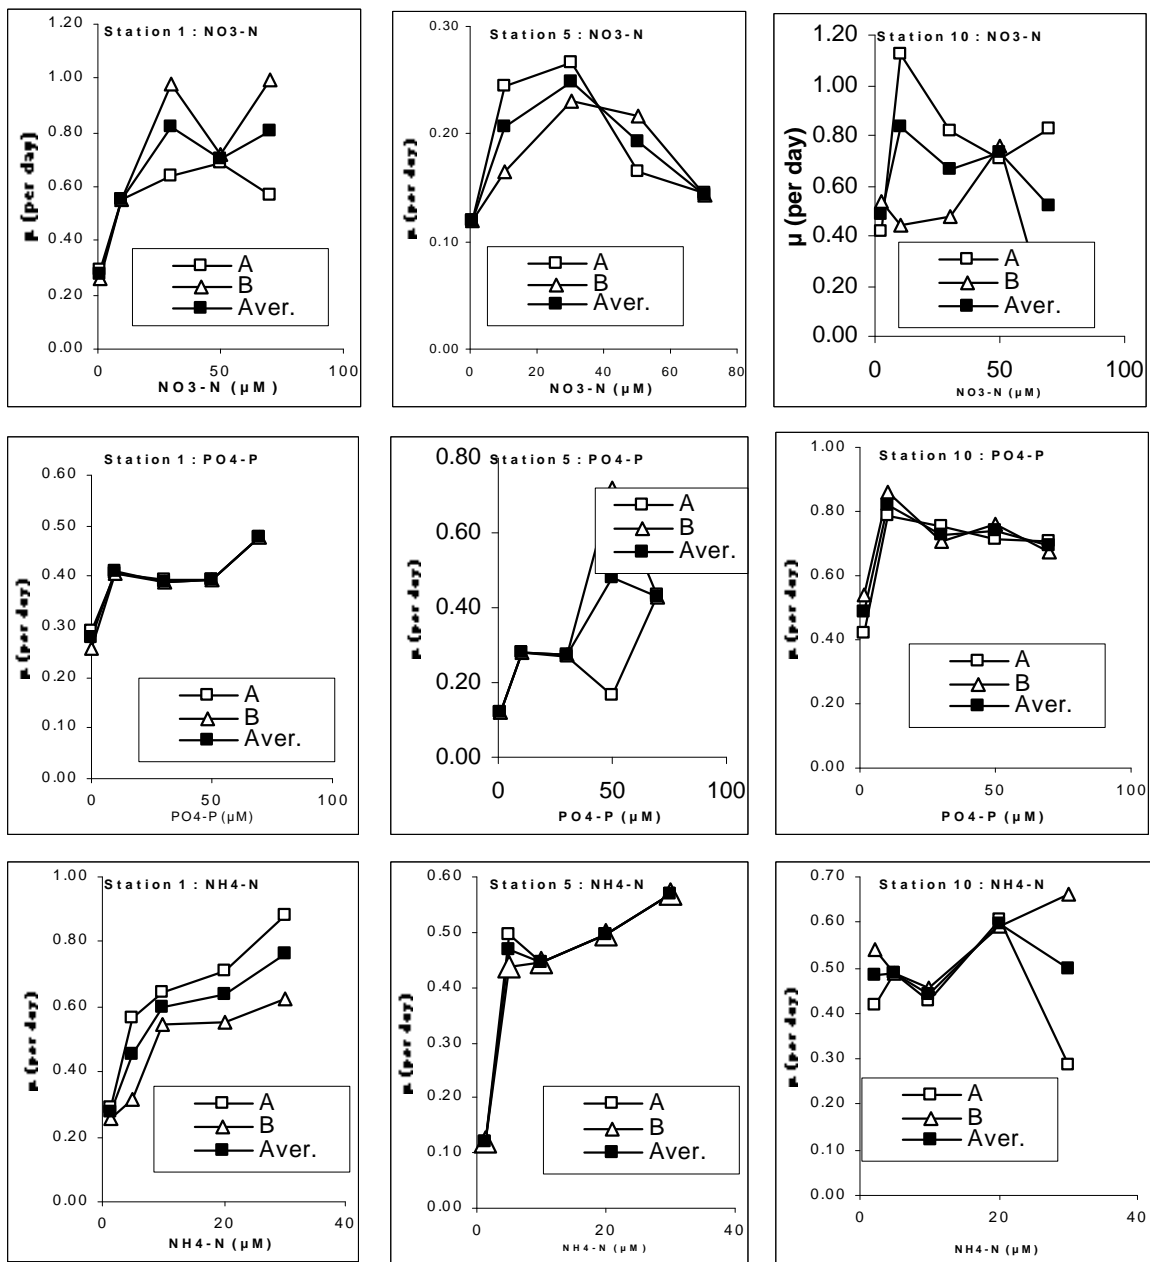 Station 1 : NO3-N
1.20
1.00
0.80
0.60
0.40
0.20
0.00
µ (per day)
A
B
Aver.
0 50 100
NO3-N (µM)
Station 5 : NO3-N
0.30
0.20
0.10
0.00
µ (per day)
A
B
Aver.
0 20 40 60 80
NO3-N (µM)
Station 10 : NO3-N
1.20
1.00
0.80
0.60
0.40
0.20
0.00
µ (per day)
A
B
Aver.
0 50 100
NO3-N (µM)
Station 1 : PO4-P
0.60
0.50
0.40
0.30
0.20
0.10
0.00
µ (per day)
A
B
Aver.
0 50 100
PO4-P (µM)
Station 5 : PO4-P
0.80
0.60
0.40
0.20
0.00
µ (per day)
A
B
Aver.
0 50 100
PO4-P (µM)
Station 10 : PO4-P
1.00
0.80
0.60
0.40
0.20
0.00
µ (per day)
A
B
Aver.
0 50 100
PO4-P (µM)
Station 1 : NH4-N
1.00
0.80
0.60
0.40
0.20
0.00
µ (per day)
A
B
Aver.
0 20 40
NH4-N (µM)
Station 5 : NH4-N
0.60
0.50
0.40
0.30
0.20
0.10
0.00
µ (per day)
A
B
Aver.
0 20 40
NH4-N (µM)
Station 10 : NH4-N
0.70
0.60
0.50
0.40
0.30
0.20
0.10
0.00
µ (per day)
A
B
Aver.
0 20 40
NH4-N (µM)